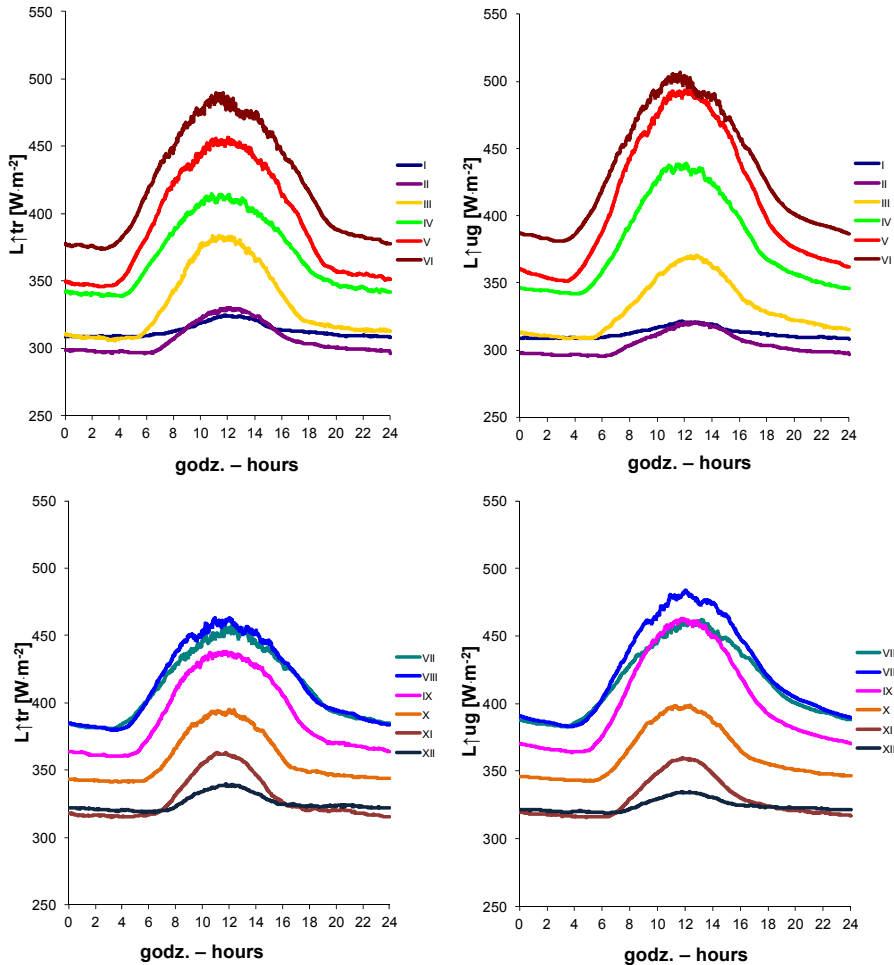 550
500
450
400
350
300
250
L↑tr [W·m-2]
0 2 4 6 8 10 12 14 16 18 20 22 24
godz. – hours
I
II
III
IV
V
VI
550
500
450
400
350
300
250
L↑ug [W·m-2]
0 2 4 6 8 10 12 14 16 18 20 22 24
godz. – hours
I
II
III
IV
V
VI
550
500
450
400
350
300
250
L↑tr [W·m-2]
0 2 4 6 8 10 12 14 16 18 20 22 24
godz. – hours
VII
VIII
IX
X
XI
XII
550
500
450
400
350
300
250
L↑ug [W·m-2]
0 2 4 6 8 10 12 14 16 18 20 22 24
godz. – hours
VII
VII
IX
X
XI
XII